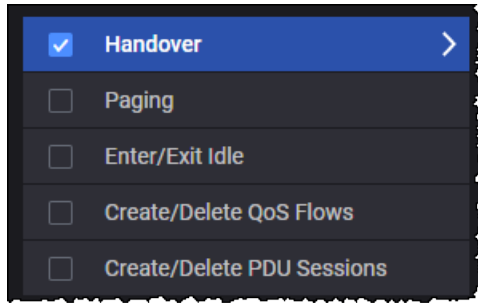 Handover
Paging
Enter/Exit Idle
Create/Delete QoS Flows
Create/Delete PDU Sessions